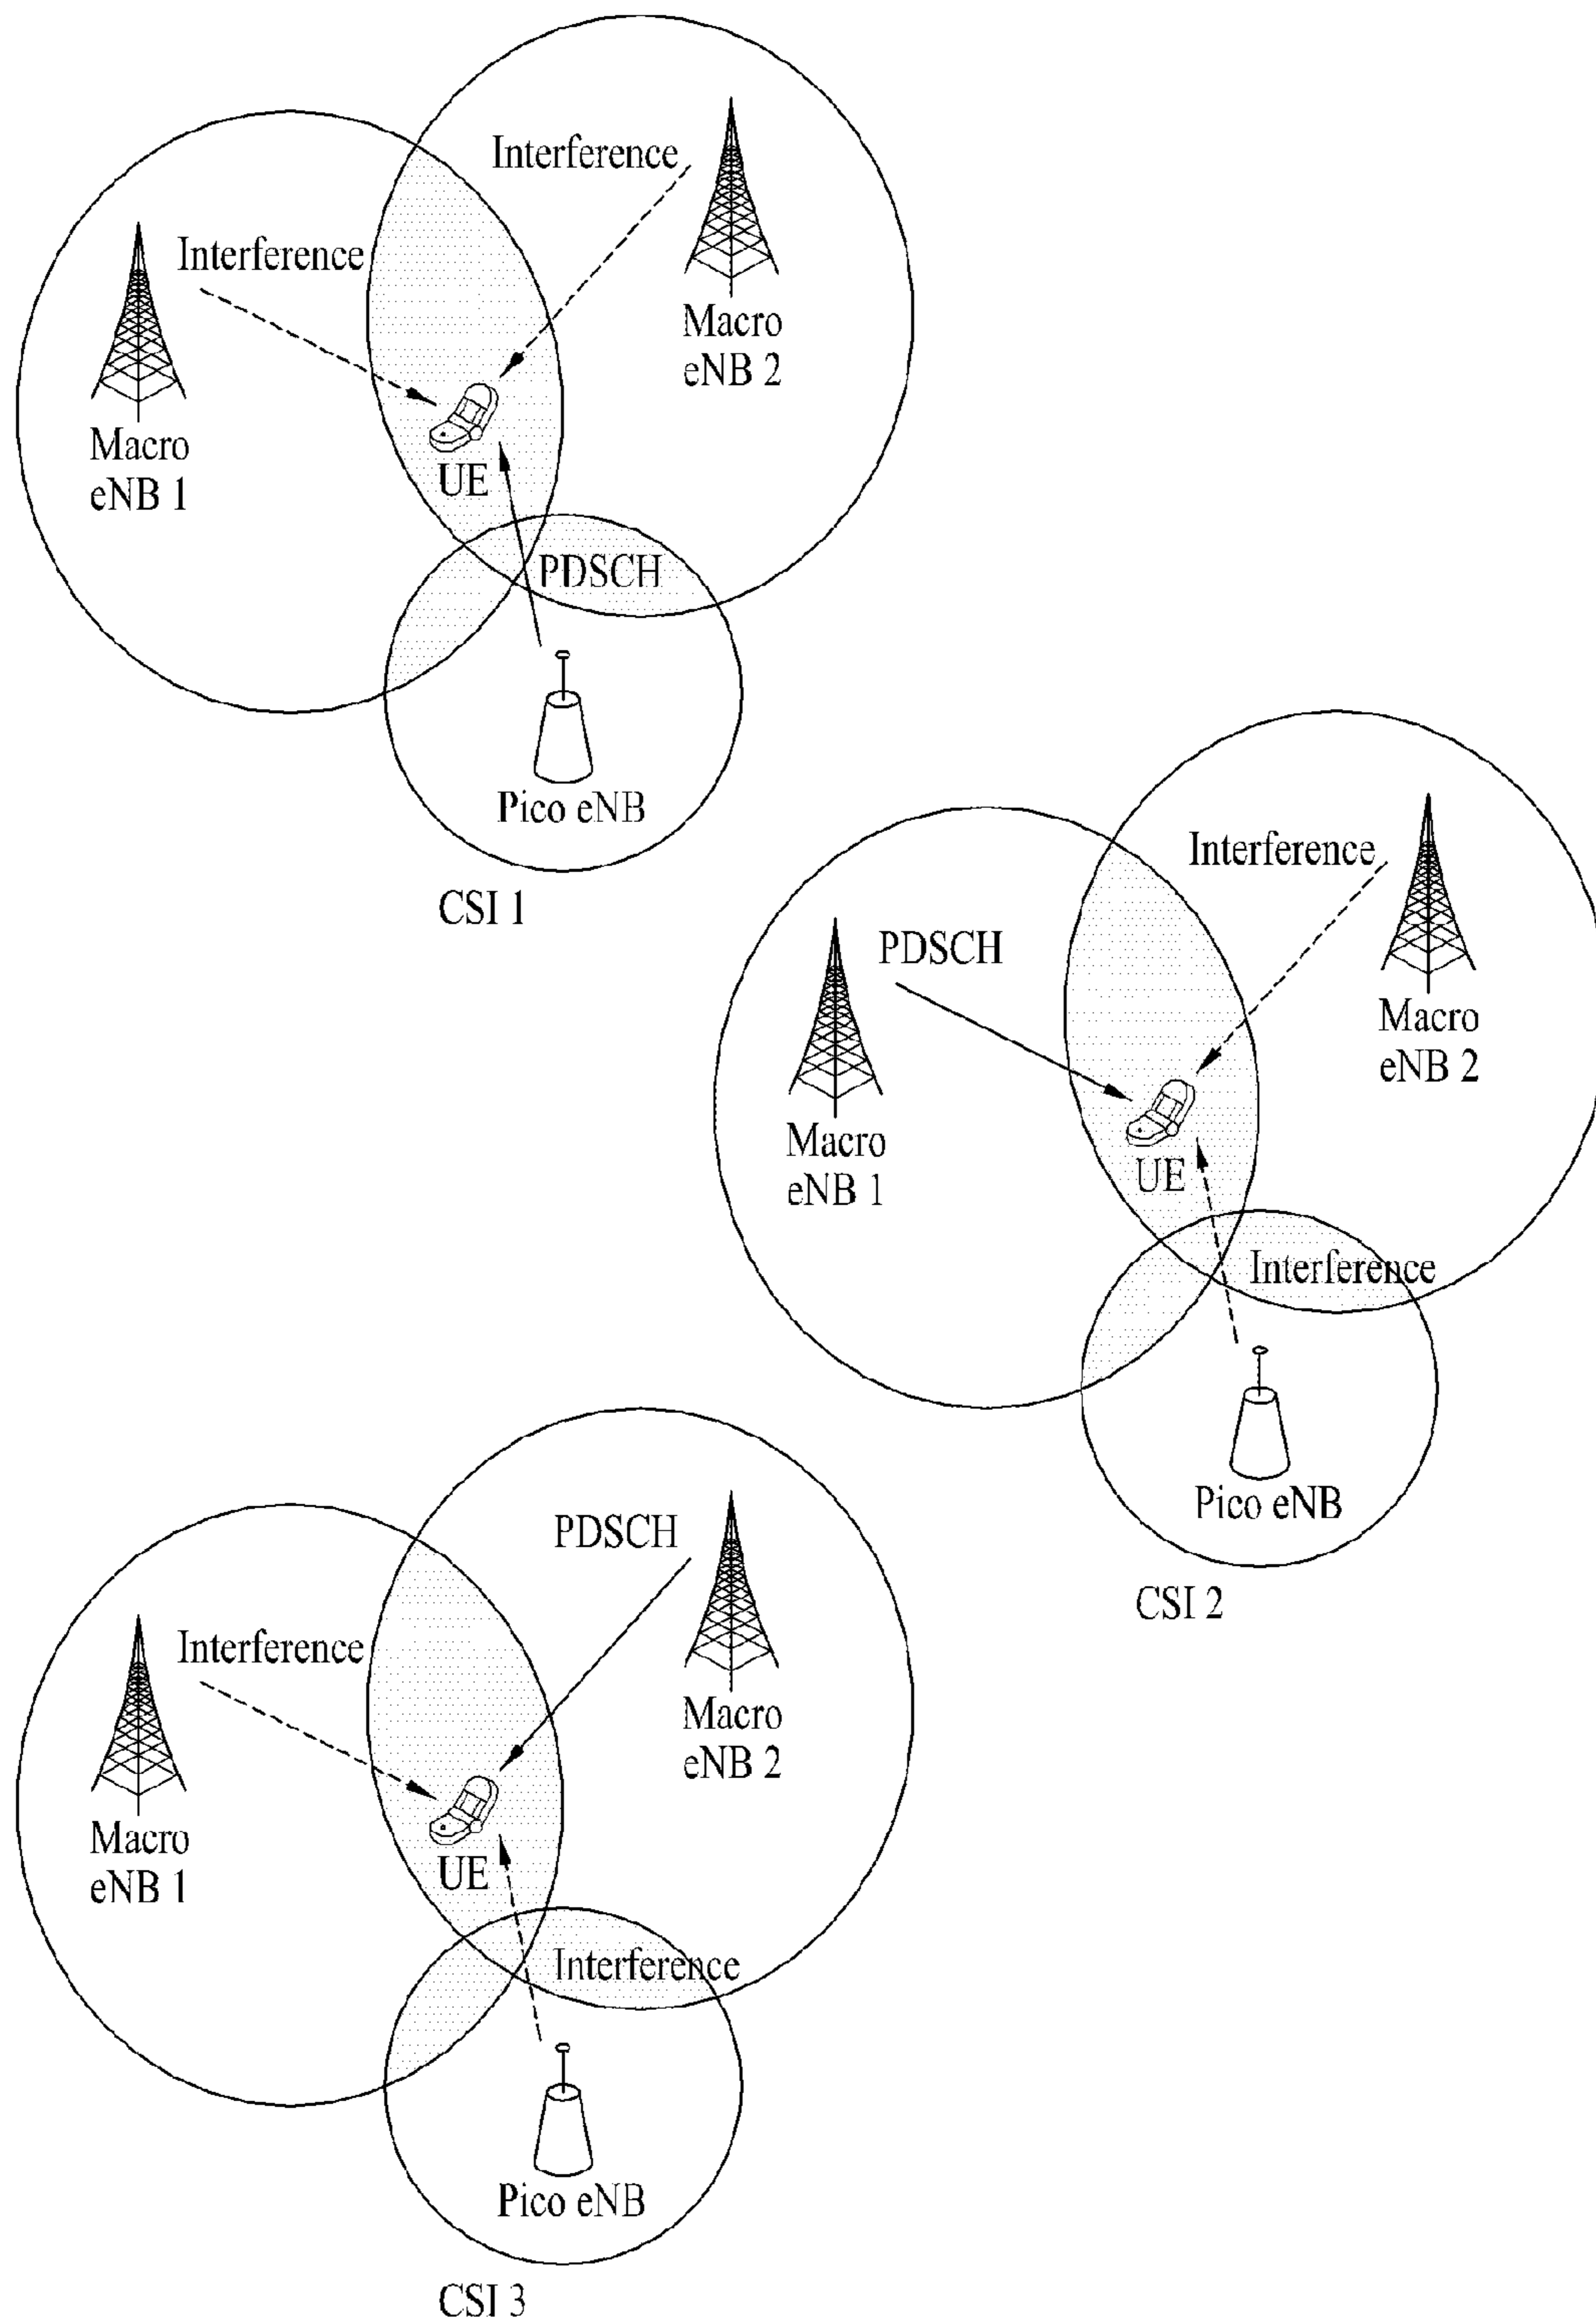 Interference
Interference
Macro
eNB 2
Macro
eNB 1
UE
PDSCH
Pico eNB
CSI 1
Interference
PDSCH
Macro
eNB 2
Macro
eNB 1
UE
Interference
Pico eNB
CSI 2
PDSCH
Interference
Macro
eNB 2
Macro
eNB 1
UE
Interference
Pico eNB
CSI 3